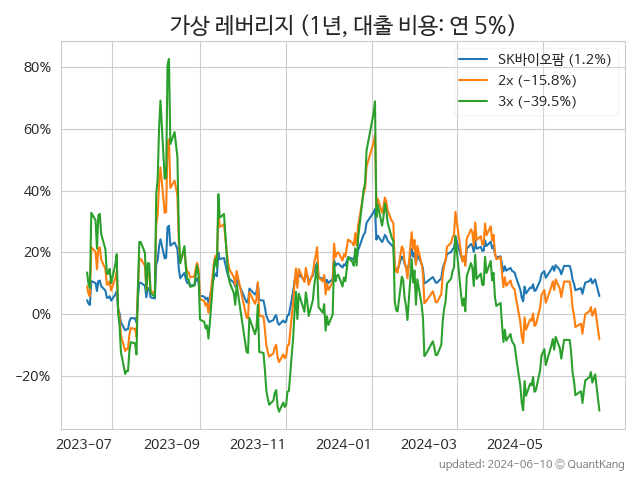 가상 레버리지 (1년, 대출 비용: 연 5%)
SK바이오팜 (1.2%)
2x (−15.8%)
3x (−39.5%)
80%
60%
40%
20%
0%
−20%
2023-07
2023-09
2023-11
2024-01
2024-03
2024-05
updated: 2024-06-10 © QuantKang